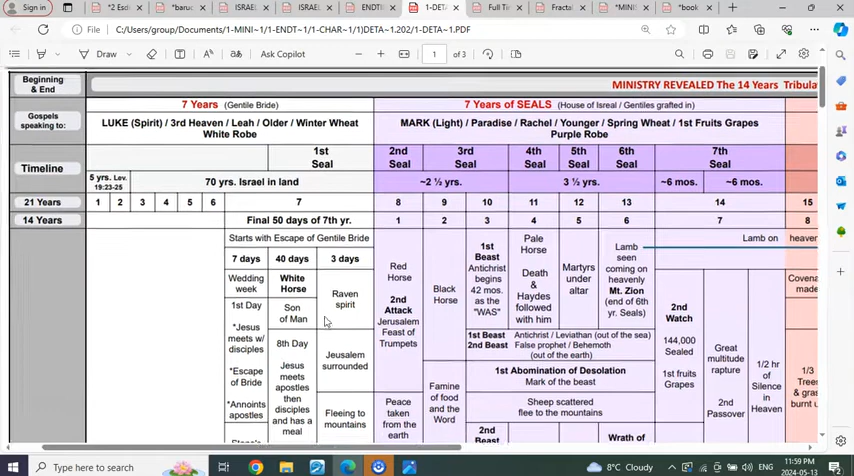 Sign in
*2 Esdi
*baruc
ISRAEL
ISRAEL
ENDTIN
1-DETA
Full Tim
Fracta
*MINI
*book
File
C:/Users/group/Documents/1-MINI~1/ENDT~1/1-CHAR~1/1)DETA~1.202/1-DETA~1.PDF
Draw
Ask Copilot
1
of 3
Beginning
& End
MINISTRY REVEALED The 14 Years Tribula
Gospels
speaking to:
7 Years (Gentile Bride)
LUKE (Spirit) / 3rd Heaven / Leah / Older / Winter Wheat
White Robe
7 Years of SEALS (House of Isreal / Gentiles grafted in)
MARK (Light) / Paradise / Rachel / Younger / Spring Wheat / 1st Fruits Grapes
Purple Robe
Timeline
1st
Seal
2nd
Seal
3rd
Seal
4th
Seal
5th
Seal
6th
Seal
7th
Seal
5 yrs. Lev.
19:23-25
70 yrs. Israel in land
~2 ½ yrs.
3 ½ yrs.
~6 mos.
~6 mos.
21 Years
1
2
3
4
5
6
7
8
9
10
11
12
13
14
15
14 Years
Final 50 days of 7th yr.
1
2
3
4
5
6
7
8
Starts with Escape of Gentile Bride
7 days
40 days
3 days
Wedding
week
1st Day
*Jesus
meets w/
disciples
*Escape
of Bride
*Annoints
apostles
White
Horse
Son
of Man
8th Day
Jesus
meets
apostles
then
disciples
and has a
meal
Raven
spirit
Jeusalem
surrounded
Fleeing to
mountains
Red
Horse
2nd
Attack
Jerusalem
Feast of
Trumpets
Peace
taken
from the
earth
Black
Horse
Famine
of food
and the
Word
1st
Beast
Antichrist
begins
42 mos.
as the
"WAS"
Pale
Horse
Death
&
Haydes
followed
with him
Martyrs
under
altar
Lamb
seen
coming on
heavenly
Mt. Zion
(end of 6th
yr. Seals)
1st Beast
2nd Beast
Antichrist / Leviathan (out of the sea)
False prophet / Behemoth
(out of the earth)
1st Abomination of Desolation
Mark of the beast
Sheep scattered
flee to the mountains
2nd
Beast
Wrath of
Lamb on
heaven
2nd
Watch
144,000
Sealed
1st fruits
Grapes
Great
multitude
rapture
2nd
Passover
1/2 hr
of
Silence
in
Heaven
Covena
made
1/3
Trees
& gras
burnt u
Type here to search
8°C Cloudy
ENG
11:59 PM
2024-05-13